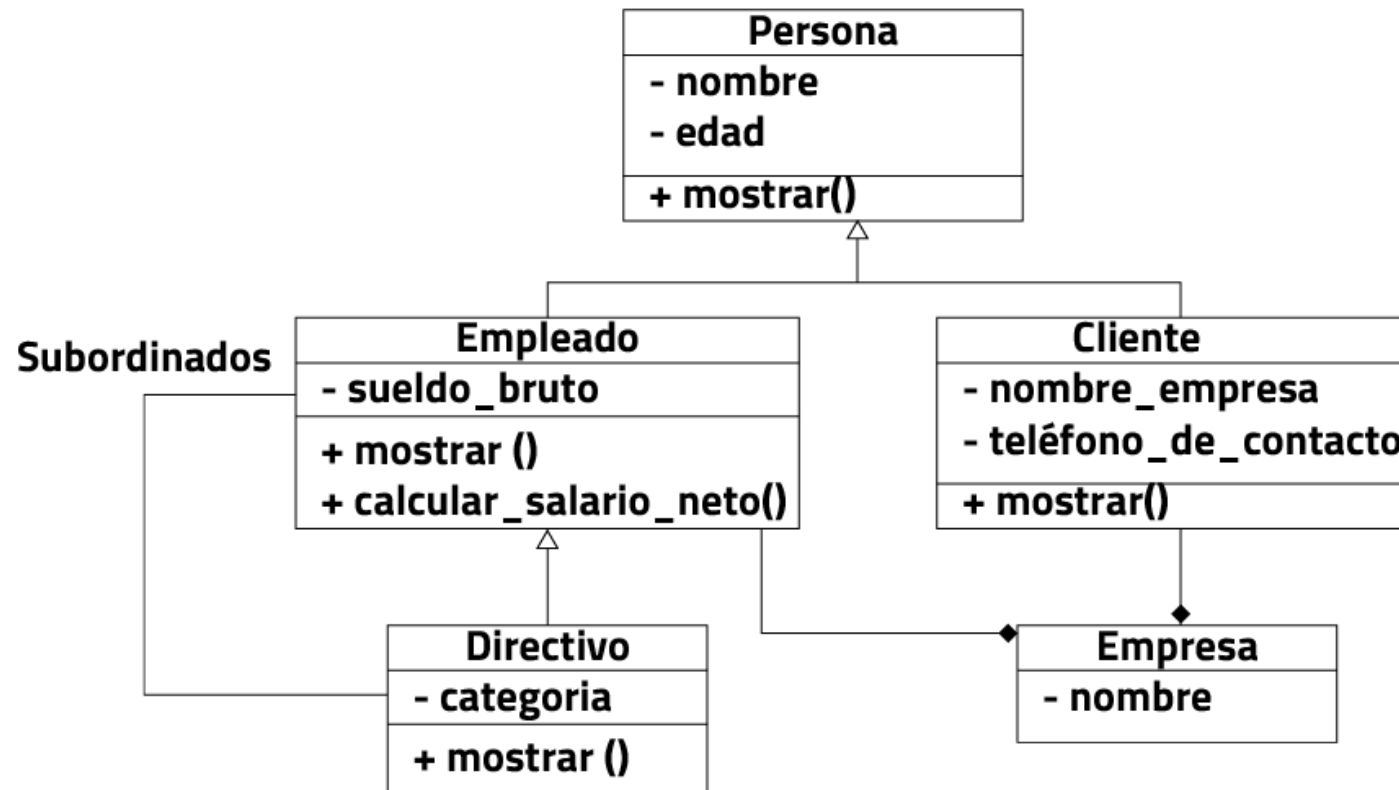 Persona
- nombre
- edad
+ mostrar()
Subordinados
Empleado
- sueldo_bruto
+ mostrar ()
+ calcular_salario_neto()
Cliente
- nombre_empresa
- teléfono_de_contacto
+ mostrar()
Directivo
- categoria
+ mostrar ()
Empresa
- nombre